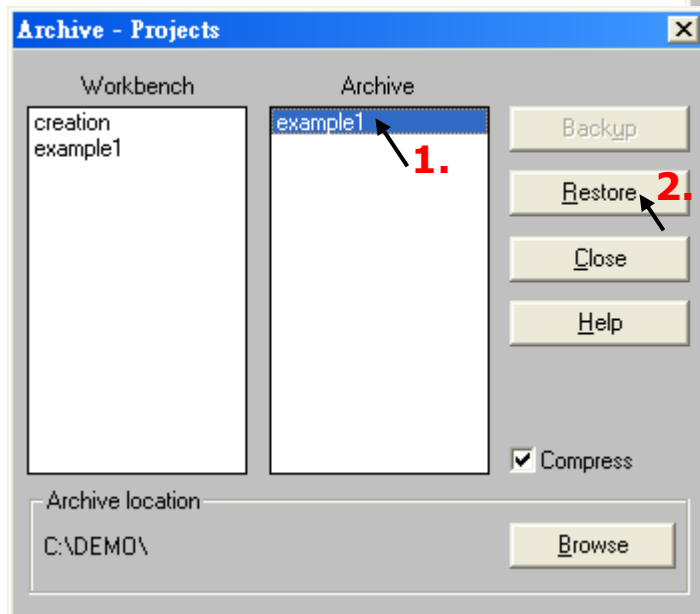 Archive - Projects
Workbench
Archive
creation
example1
example1
1.
Backup
Restore
2.
Close
Help
Compress
Archive location
C:\DEMO\
Browse